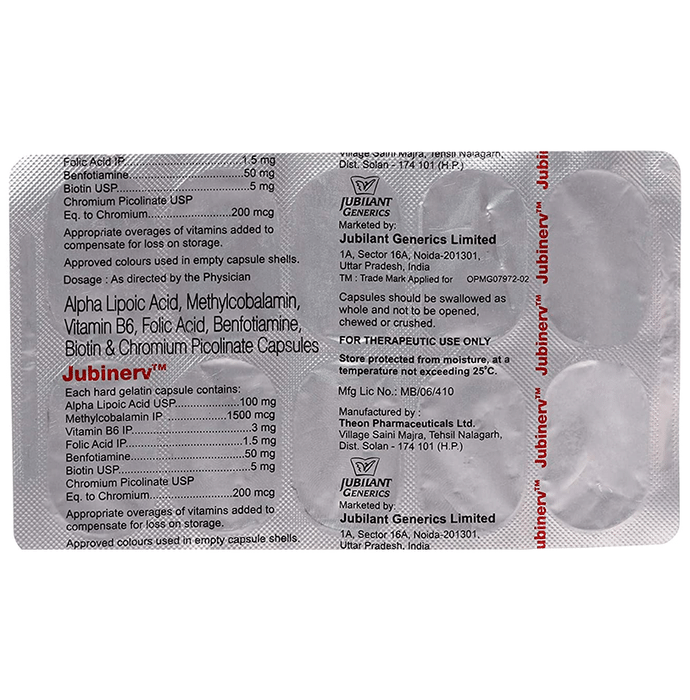 Folic Acid IP..................1.5 mg
Benfotiamine......................50 mg
Biotin USP...........................5 mg
Chromium Picolinate USP
Eq. to Chromium.................200 mcg
Appropriate overages of vitamins added to
compensate for loss on storage.
Approved colours used in empty capsule shells.
Dosage : As directed by the Physician
Alpha Lipoic Acid, Methylcobalamin,
Vitamin B6, Folic Acid, Benfotiamine,
Biotin & Chromium Picolinate Capsules
Jubinerv™
Each hard gelatin capsule contains:
Alpha Lipoic Acid USP................100 mg
Methylcobalamin IP ................1500 mcg
Vitamin B6 IP...........................3 mg
Folic Acid IP..........................1.5 mg
Benfotiamine.........................50 mg
Biotin USP..............................5 mg
Chromium Picolinate USP
Eq. to Chromium...................200 mcg
Appropriate overages of vitamins added to
compensate for loss on storage.
Approved colours used in empty capsule shells.
Village Saini Majra, Tehsil Nalagarh,
Dist. Solan - 174 101 (H.P.)
JUBILANT
GENERICS
Marketed by:
Jubilant Generics Limited
1A, Sector 16A, Noida-201301,
Uttar Pradesh, India
TM : Trade Mark Applied for OPMG07972-02
Capsules should be swallowed as
whole and not to be opened,
chewed or crushed.
FOR THERAPEUTIC USE ONLY
Store protected from moisture, at a
temperature not exceeding 25°C.
Mfg Lic No.: MB/06/410
Manufactured by :
Theon Pharmaceuticals Ltd.
Village Saini Majra, Tehsil Nalagarh,
Dist. Solan - 174 101 (H.P.)
JUBILANT
GENERICS
Marketed by:
Jubilant Generics Limited
1A, Sector 16A, Noida-201301,
Uttar Pradesh, India
Jubinerv™
Jubinerv™
Jubinerv™
Jubinerv™